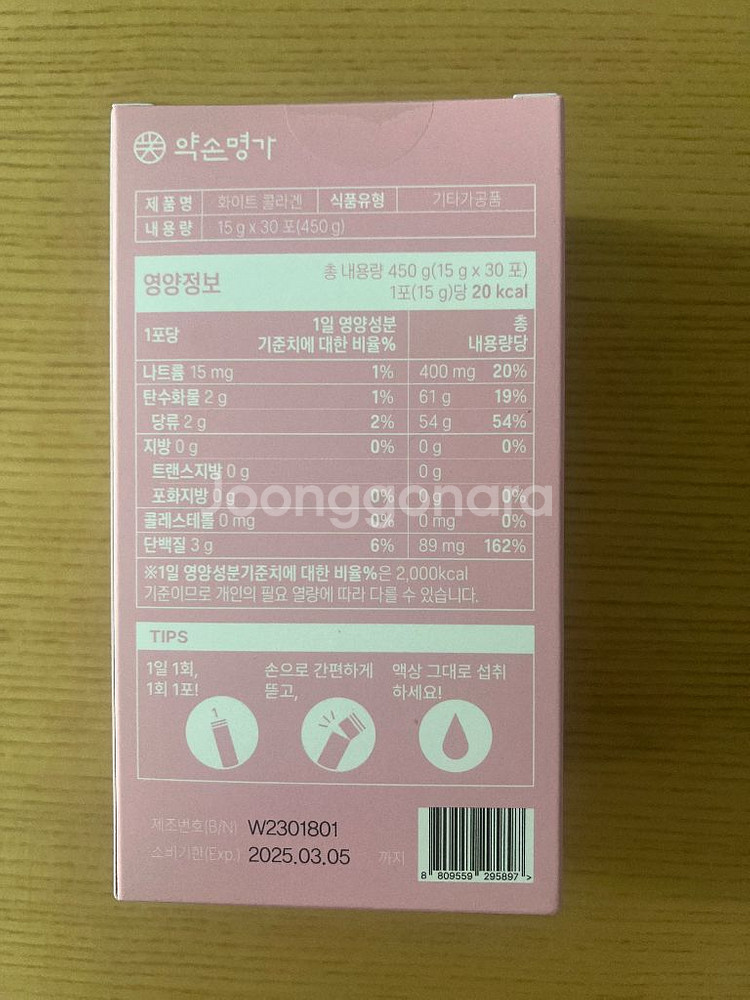 약손명가
제품명 화이트 콜라겐 식품유형 기타가공품
내용량 15 g x 30 포(450 g)
영양정보 총 내용량 450 g(15 g x 30 포)
1포(15 g)당 20 kcal
1포당 1일 영양성분 기준치에 대한 비율% 총 내용량당
나트륨 15 mg 1% 400 mg 20%
탄수화물 2 g 1% 61 g 19%
당류 2 g 2% 54 g 54%
지방 0 g 0% 0 g 0%
트랜스지방 0 g 0 g
포화지방 0 g 0% 0 g 0%
Joonggonara
콜레스테롤 0 mg 0% 0 mg 0%
단백질 3 g 6% 89 mg 162%
※1일 영양성분기준치에 대한 비율%은 2,000kcal
기준이므로 개인의 필요 열량에 따라 다를 수 있습니다.
TIPS
1일 1회,
1회 1포!
손으로 간편하게
뜯고,
액상 그대로 섭취
하세요!
1
제조번호(B/N) W2301801
소비기한(Exp.) 2025.03.05 까지
8 809559 295897 >